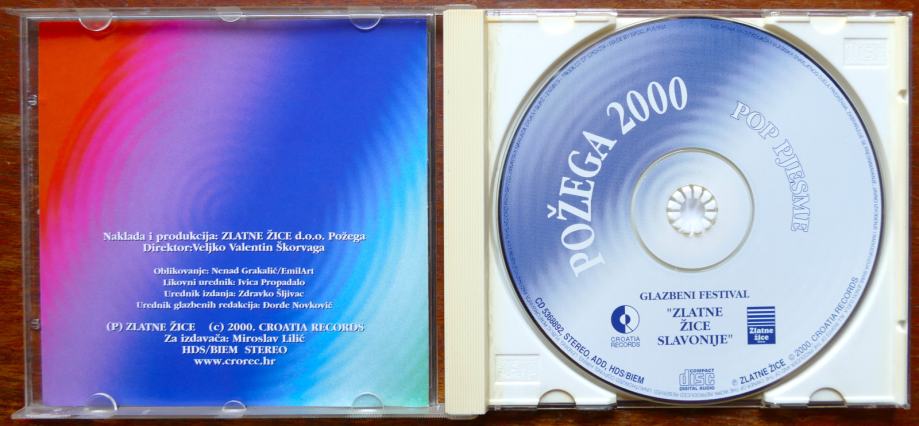 Naklada i produkcija: ZLATNE ŽICE d.o.o. Požega
Direktor:Veljko Valentin Škorvaga
Oblikovanje: Nenad Grakalić/EmilArt
Likovni urednik: Ivica Propadalo
Urednik izdanja: Zdravko Šljivac
Urednik glazbenih redakcija: Đorđe Novković
(P) ZLATNE ŽICE (c) 2000. CROATIA RECORDS
Za izdavača: Miroslav Lilić
HDS/BIEM STEREO
www.crorec.hr
POŽEGA 2000
POP PJESME
GLAZBENI FESTIVAL
"ZLATNE
ŽICE
SLAVONIJE"
CROATIA
RECORDS
Zlatne
žice
CD 5368892, STEREO, ADD, HDS/BIEM
COMPACT
disc
DIGITAL AUDIO
℗ ZLATNE ŽICE © 2000. CROATIA RECORDS